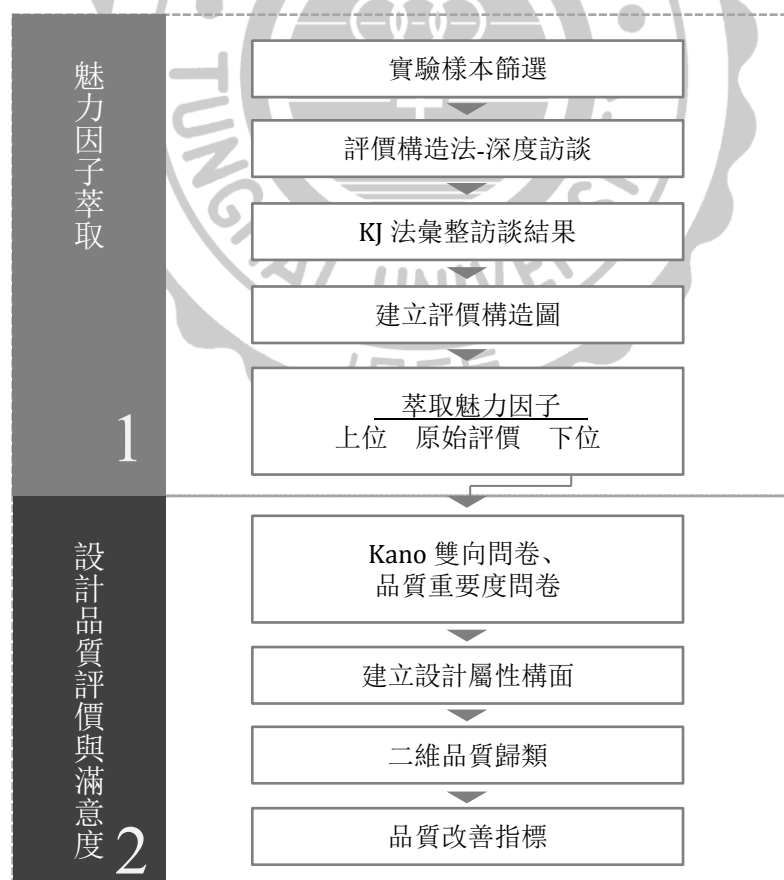 魅力因子萃取
1
實驗樣本篩選
評價構造法-深度訪談
KJ 法彙整訪談結果
建立評價構造圖
萃取魅力因子
上位 原始評價 下位
設計品質評價與滿意度
2
Kano 雙向問卷、
品質重要度問卷
建立設計屬性構面
二維品質歸類
品質改善指標